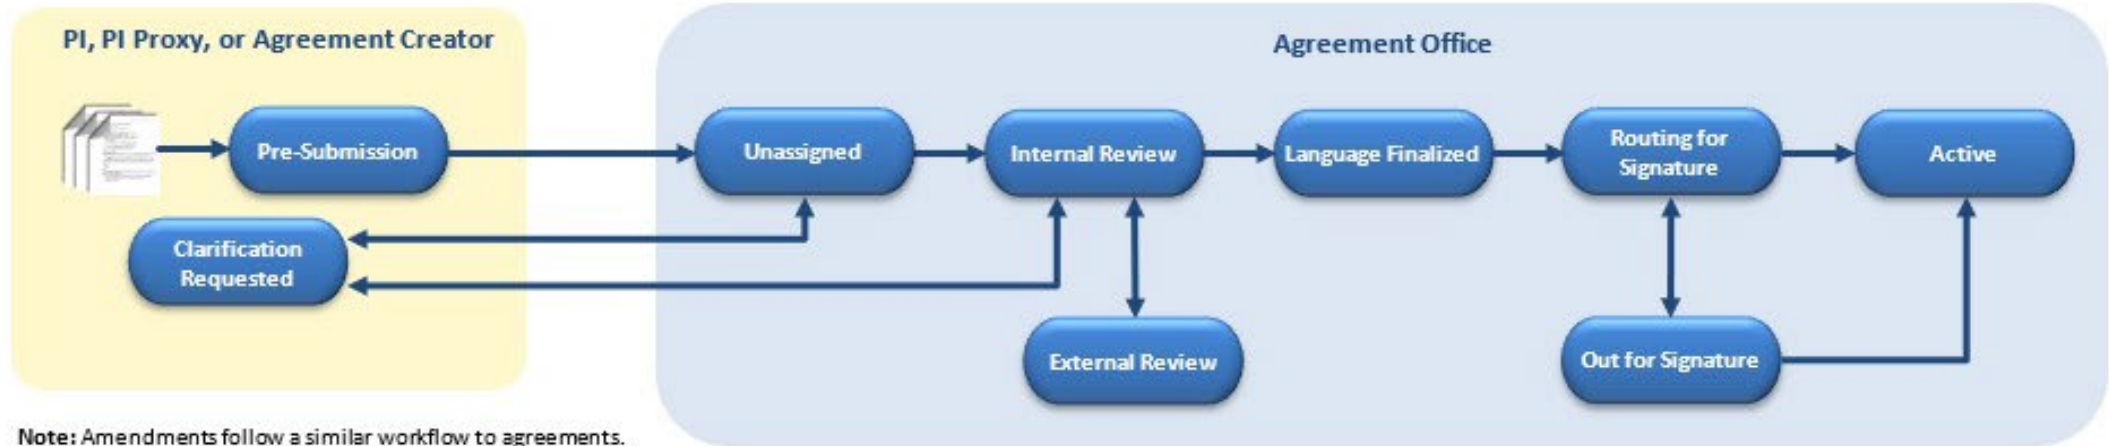 PI, PI Proxy, or Agreement Creator
Agreement Office
Pre-Submission
Unassigned
Internal Review
Language Finalized
Routing for
Signature
Active
Clarification
Requested
External Review
Out for Signature
Note: Amendments follow a similar workflow to agreements.